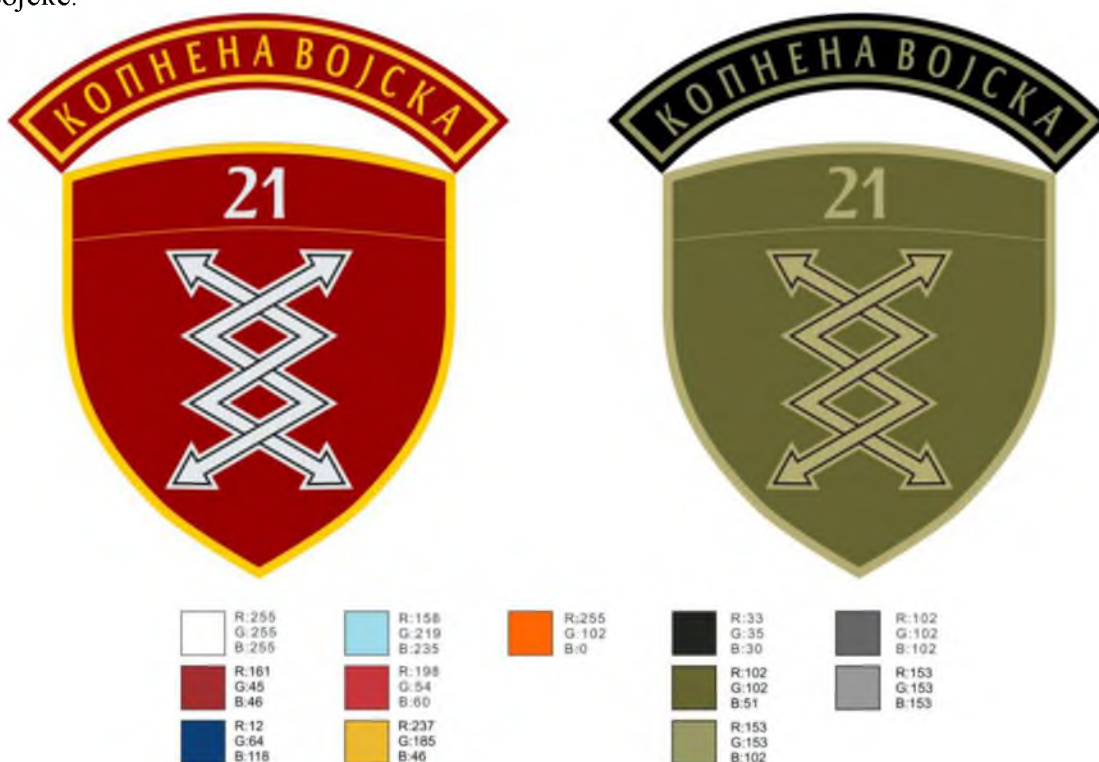 КОПНЕНА ВОЈСКА
21
КОПНЕНА ВОЈСКА
21
R:255
G:255
B:255
R:158
G:219
B:235
R:255
G:102
B:0
R:33
G:35
B:30
R:102
G:102
B:102
R:161
G:45
B:46
R:198
G:54
B:60
R:102
G:102
B:51
R:153
G:153
B:153
R:12
G:64
B:118
R:237
G:185
B:46
R:153
G:153
B:102